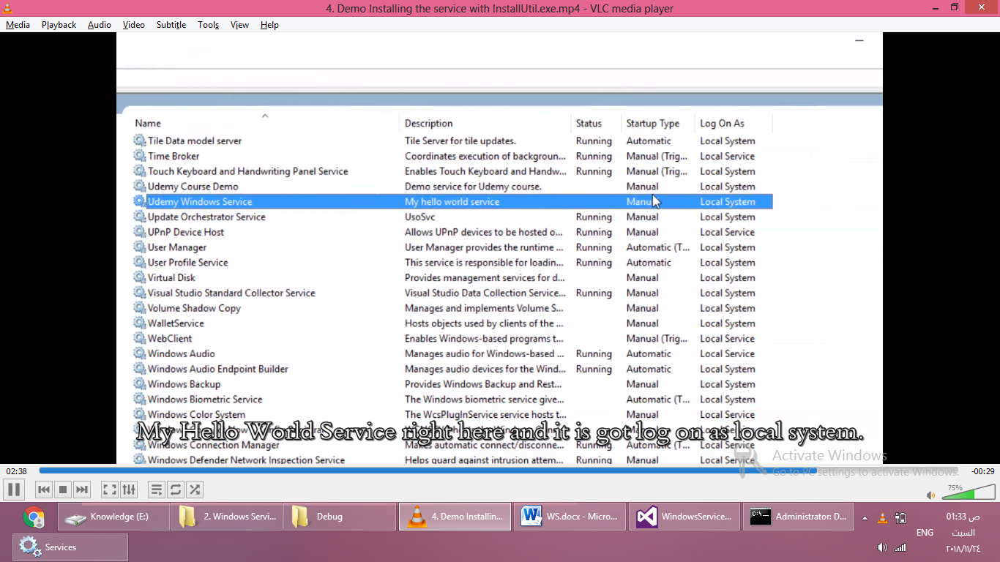 4. Demo Installing the service with InstallUtil.exe.mp4 - VLC media player
Media Playback Audio Video Subtitle Tools View Help
Name Description Status Startup Type Log On As
Tile Data model server Tile Server for tile updates. Running Automatic Local System
Time Broker Coordinates execution of backgroun... Running Manual (Trig... Local Service
Touch Keyboard and Handwriting Panel Service Enables Touch Keyboard and Handw... Running Manual (Trig... Local System
Udemy Course Demo Demo service for Udemy course. Manual Local System
Udemy Windows Service My hello world service Manual Local System
Update Orchestrator Service UsoSvc Running Manual Local System
UPnP Device Host Allows UPnP devices to be hosted o... Running Manual Local Service
User Manager User Manager provides the runtime ... Running Automatic (T... Local System
User Profile Service This service is responsible for loadin... Running Automatic Local System
Virtual Disk Provides management services for d... Manual Local System
Visual Studio Standard Collector Service Visual Studio Data Collection Service... Running Manual Local System
Volume Shadow Copy Manages and implements Volume S... Manual Local System
WalletService Hosts objects used by clients of the ... Manual Local System
WebClient Enables Windows-based programs t... Manual (Trig... Local Service
Windows Audio Manages audio for Windows-based ... Running Automatic Local Service
Windows Audio Endpoint Builder Manages audio devices for the Wind... Running Automatic Local System
Windows Backup Provides Windows Backup and Rest... Manual Local System
Windows Biometric Service The Windows biometric service give... Automatic (T... Local System
Windows Color System The WcsPlugInService service hosts t... Manual Local Service
My Hello World Service right here and it is got log on as local system.
Windows Connection Manager Makes automatic connect/disconne... Running Automatic (T... Local Service
Windows Defender Network Inspection Service Helps guard against intrusion attem... Running Manual Local Service
Activate Windows
Go to PC settings to activate Windows.
02:38 -00:29
75%
Knowledge (E:) 2. Windows Servi... Debug 4. Demo Installin... WS.docx - Micro... WindowsService... Administrator: D...
Services
ENG
01:33 ص
السبت
٢٠١٨/١١/٢٤